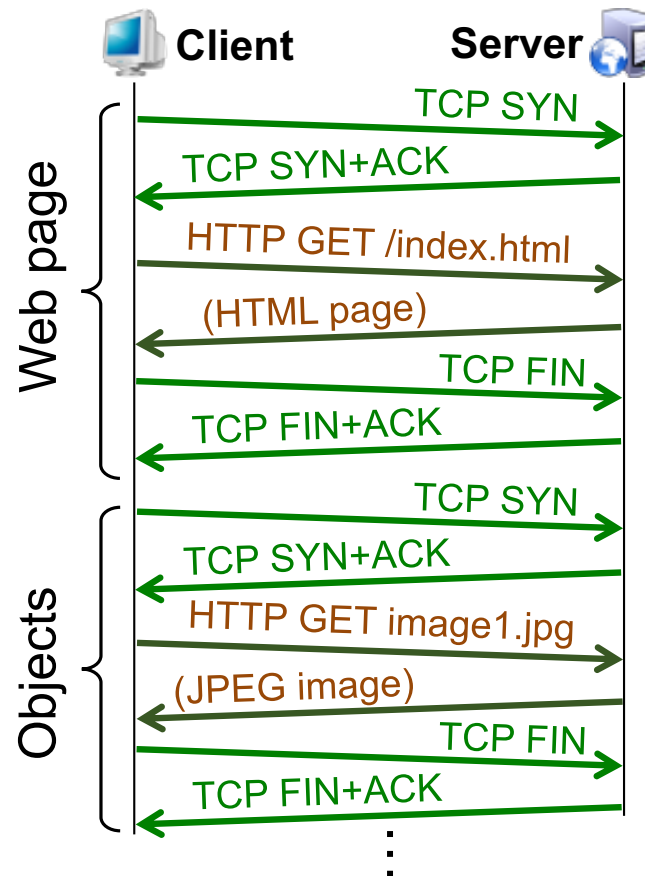 Client
Server
Web page
TCP SYN
TCP SYN+ACK
HTTP GET /index.html
(HTML page)
TCP FIN
TCP FIN+ACK
Objects
TCP SYN
TCP SYN+ACK
HTTP GET image1.jpg
(JPEG image)
TCP FIN
TCP FIN+ACK